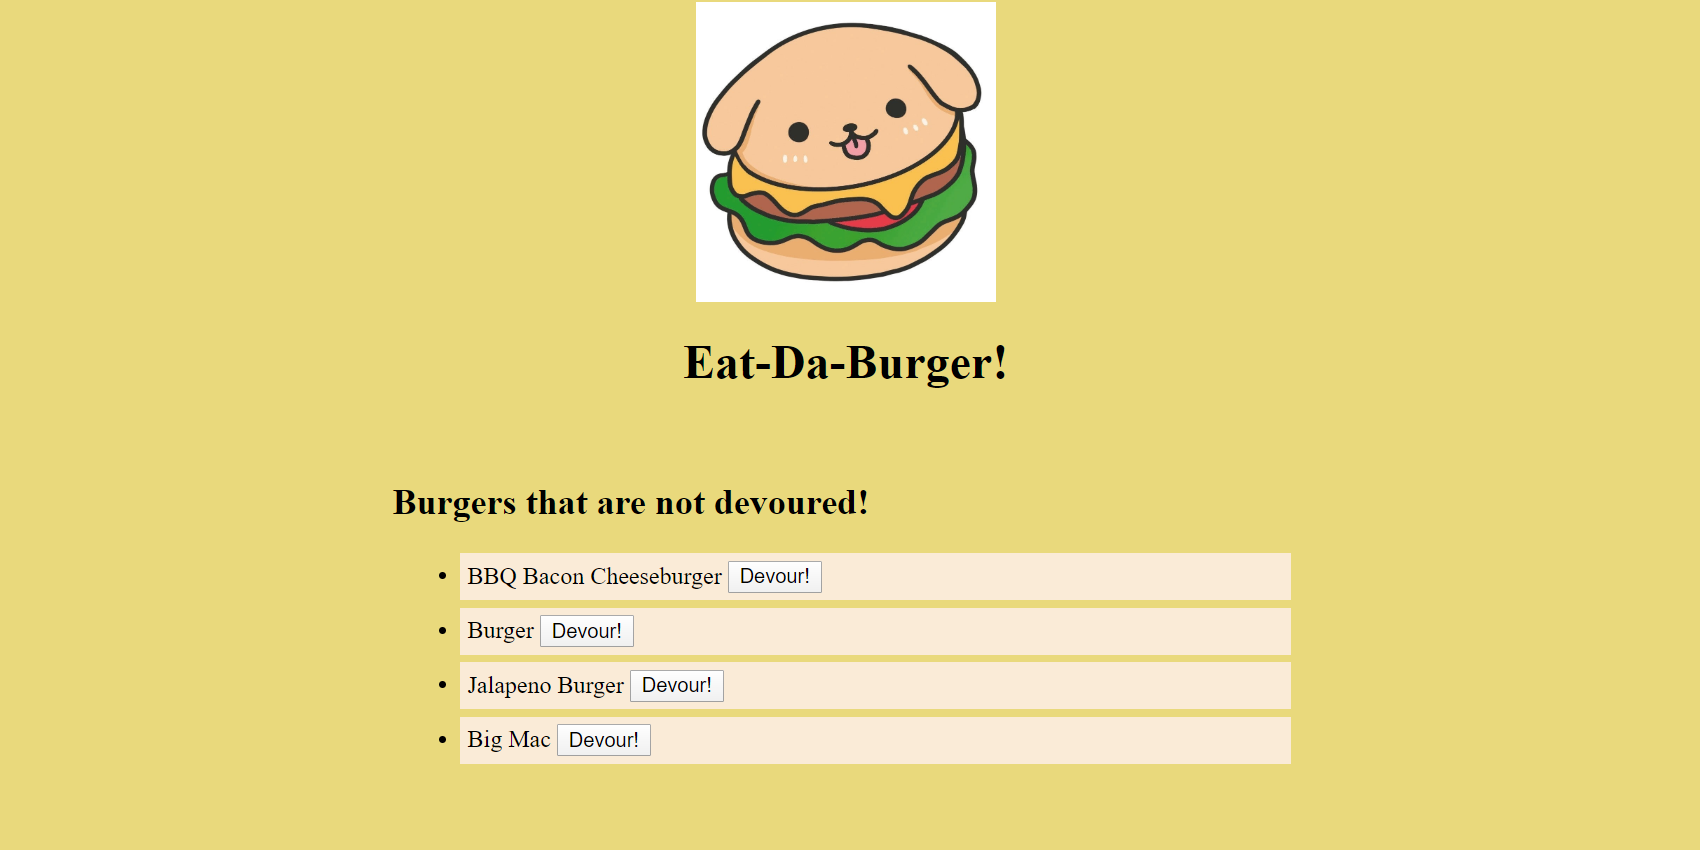 Eat-Da-Burger!
Burgers that are not devoured!
BBQ Bacon Cheeseburger Devour!
Burger Devour!
Jalapeno Burger Devour!
Big Mac Devour!